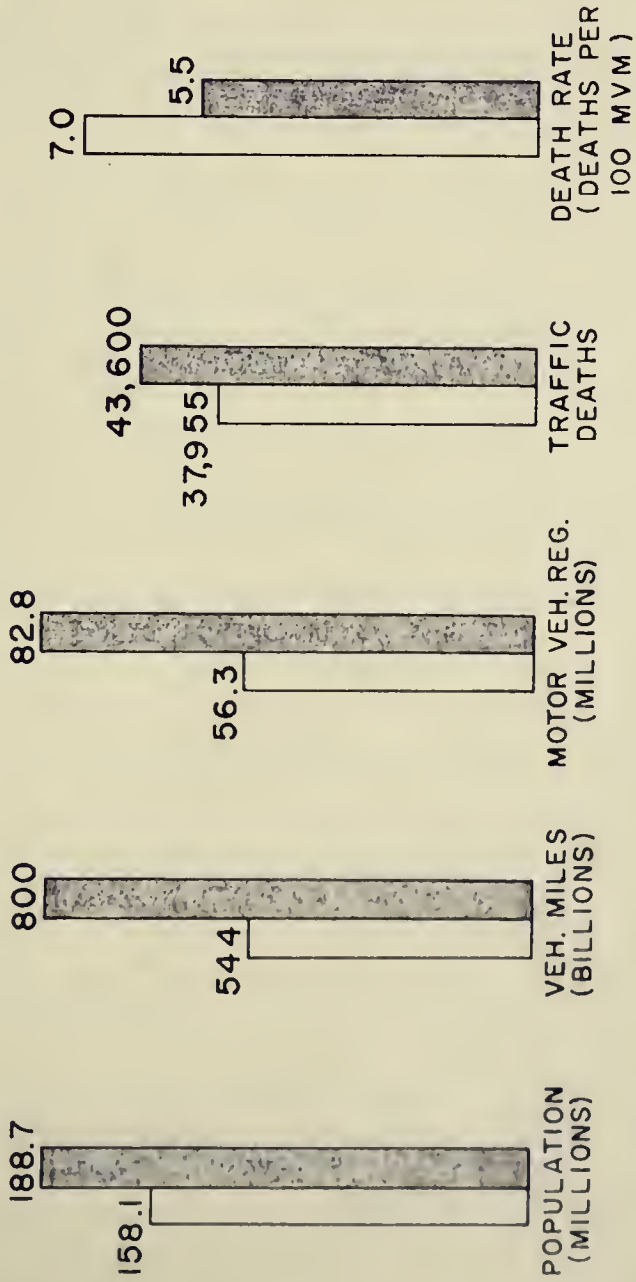 188.7
158.1
POPULATION
(MILLIONS)
800
544
VEH. MILES
(BILLIONS)
82.8
56.3
MOTOR VEH. REG.
(MILLIONS)
43,600
37,955
TRAFFIC
DEATHS
7.0
5.5
DEATH RATE
(DEATHS PER
100 MVM)